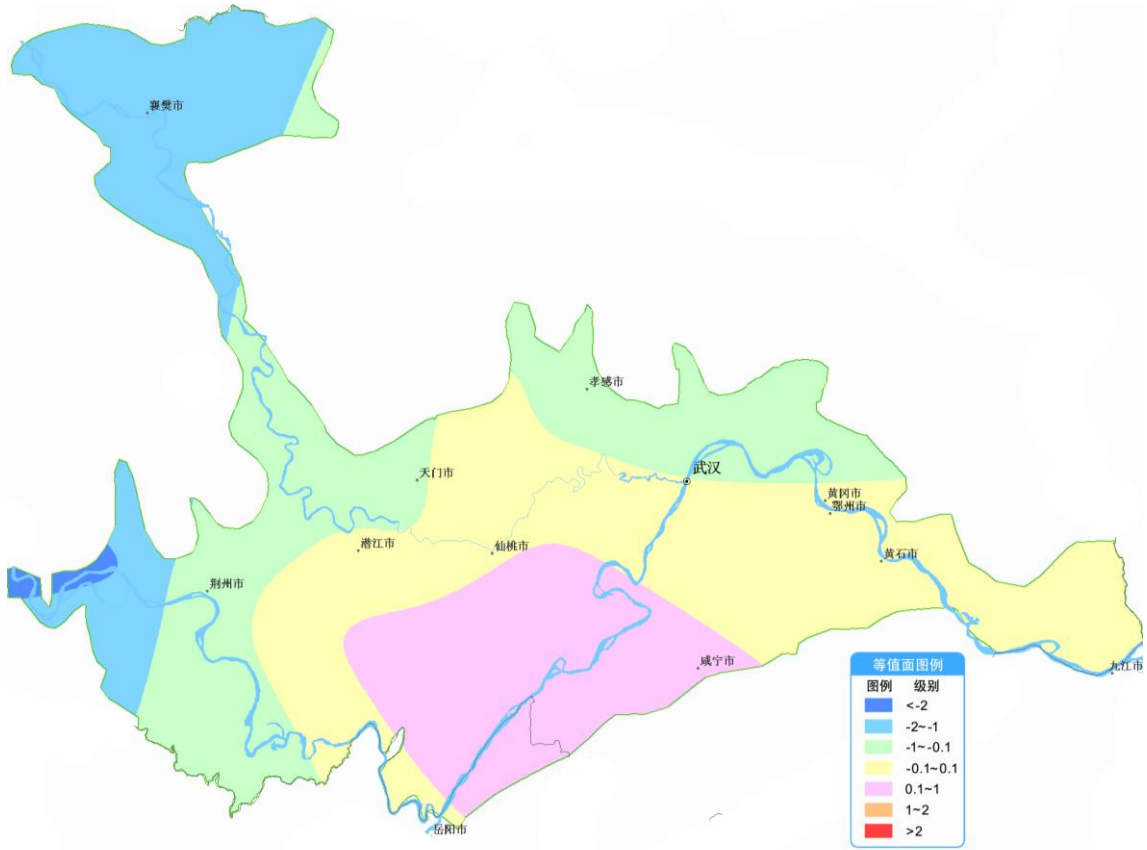 襄樊市
孝感市
天门市
武汉
黄冈市
鄂州市
潜江市
仙桃市
黄石市
荆州市
咸宁市
九江市
岳阳市
等值面图例
图例 级别
<-2
-2~-1
-1~-0.1
-0.1~0.1
0.1~1
1~2
>2